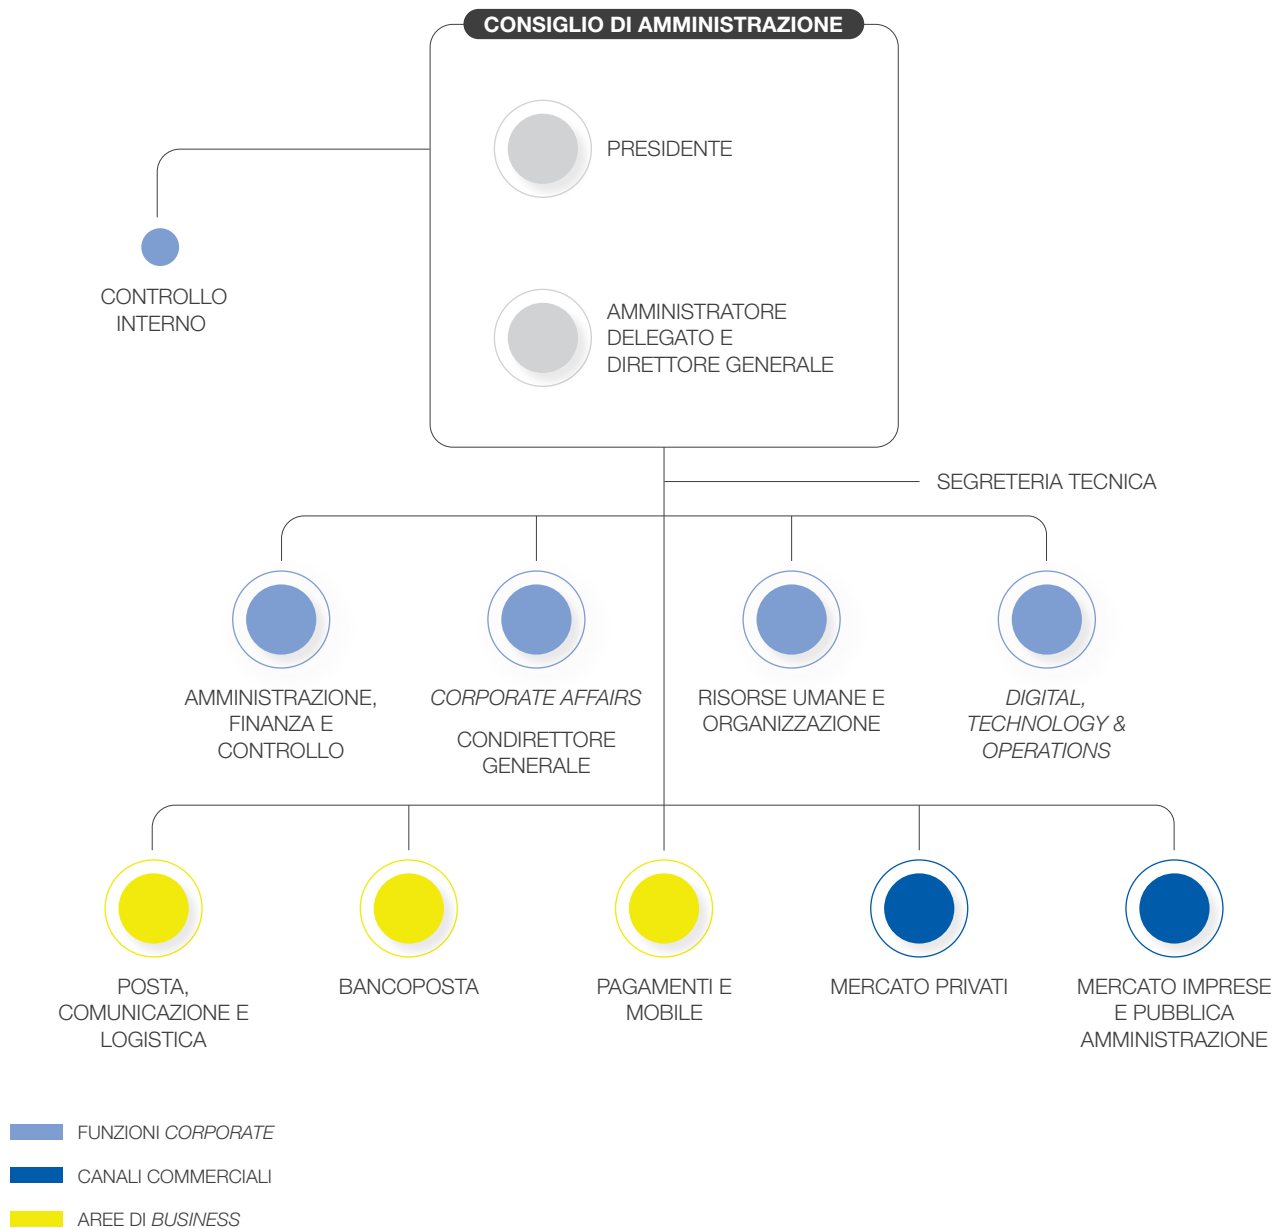 CONSIGLIO DI AMMINISTRAZIONE
PRESIDENTE
CONTROLLO
INTERNO
AMMINISTRATORE
DELEGATO E
DIRETTORE GENERALE
SEGRETERIA TECNICA
AMMINISTRAZIONE,
FINANZA E
CONTROLLO
CORPORATE AFFAIRS
CONDIRETTORE
GENERALE
RISORSE UMANE E
ORGANIZZAZIONE
DIGITAL,
TECHNOLOGY &
OPERATIONS
POSTA,
COMUNICAZIONE E
LOGISTICA
BANCOPOSTA
PAGAMENTI E
MOBILE
MERCATO PRIVATI
MERCATO IMPRESE
E PUBBLICA
AMMINISTRAZIONE
FUNZIONI CORPORATE
CANALI COMMERCIALI
AREE DI BUSINESS